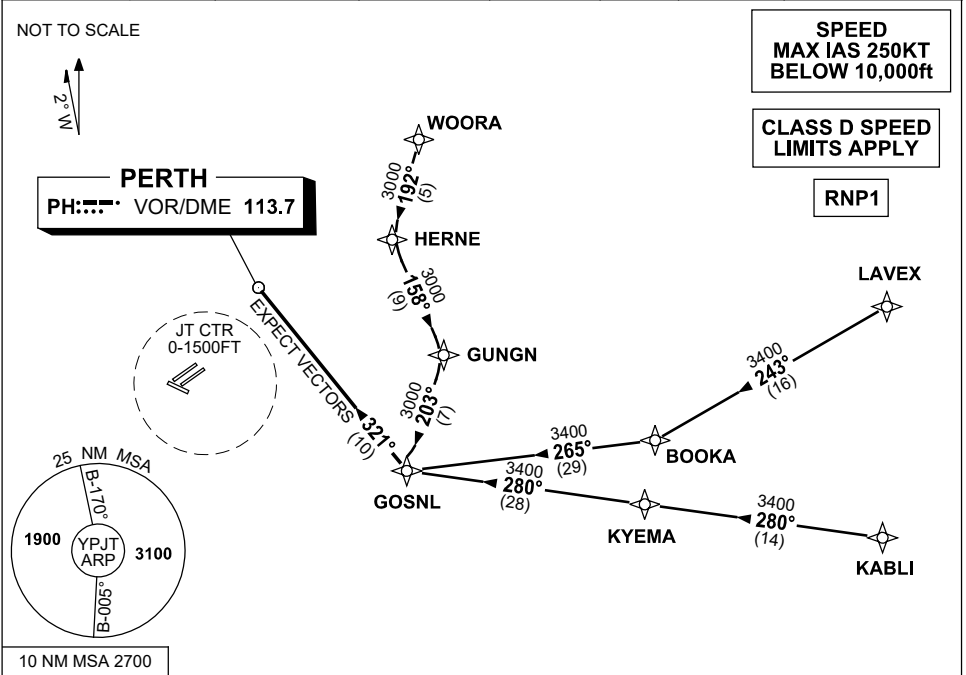 NOT TO SCALE
2° W
SPEED
MAX IAS 250KT
BELOW 10,000ft
CLASS D SPEED
LIMITS APPLY
RNP1
PERTH
PH: VOR/DME 113.7
WOORA
3000
192°
(5)
HERNE
3000
158°
(9)
GUNGN
3000
203°
(7)
LAVEX
3400
243°
(16)
BOOKA
3400
265°
(29)
GOSNL
3400
280°
(28)
KYEMA
3400
280°
(14)
KABLI
EXPECT VECTORS
321°
(10)
JT CTR
0-1500FT
25 NM MSA
B-170°
1900
YPJT
ARP
3100
B-005°
10 NM MSA 2700